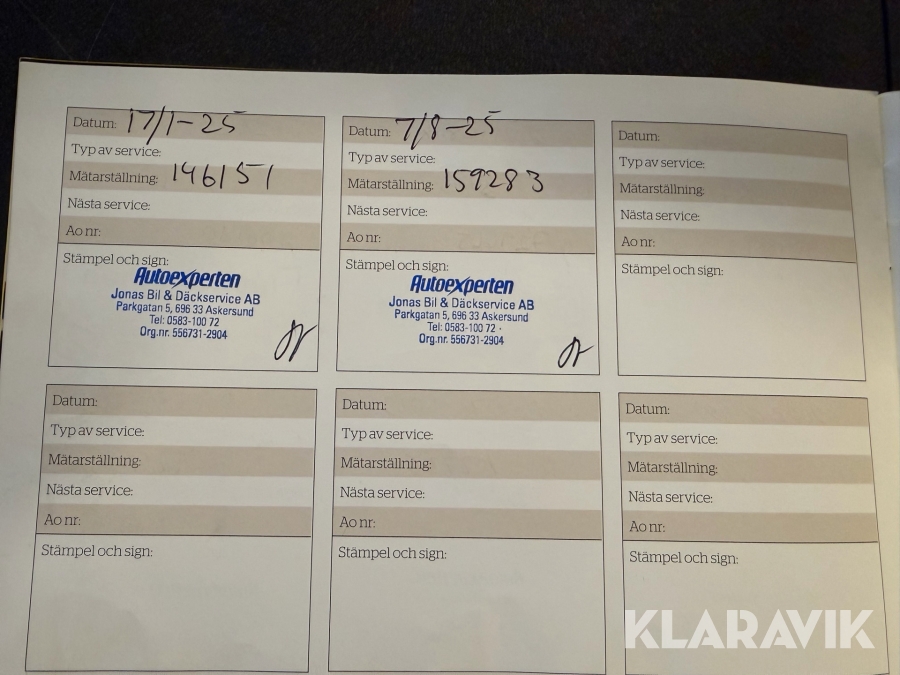 Datum: 17/1-25
Typ av service:
Mätarställning: 146151
Nästa service:
Ao nr:
Stämpel och sign:
Autoexperten
Jonas Bil & Däckservice AB
Parkgatan 5, 696 33 Askersund
Tel: 0583-100 72
Org.nr. 556731-2904
Datum: 7/8-25
Typ av service:
Mätarställning: 159283
Nästa service:
Ao nr:
Stämpel och sign:
Autoexperten
Jonas Bil & Däckservice AB
Parkgatan 5, 696 33 Askersund
Tel: 0583-100 72
Org.nr. 556731-2904
Datum:
Typ av service:
Mätarställning:
Nästa service:
Ao nr:
Stämpel och sign:
Datum:
Typ av service:
Mätarställning:
Nästa service:
Ao nr:
Stämpel och sign:
Datum:
Typ av service:
Mätarställning:
Nästa service:
Ao nr:
Stämpel och sign:
Datum:
Typ av service:
Mätarställning:
Nästa service:
Ao nr:
Stämpel och sign:
KLARAVIK